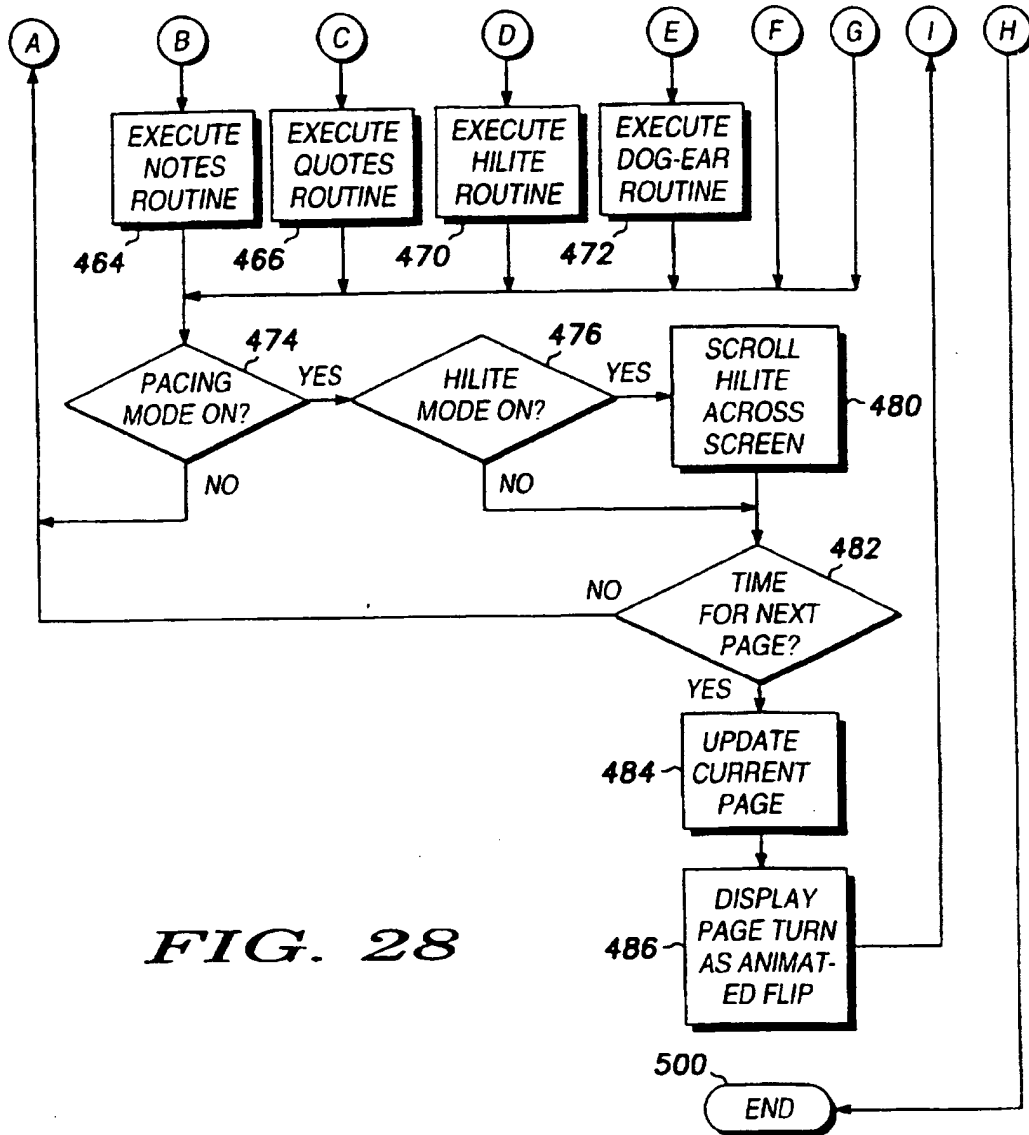 A
B
C
D
E
F
G
I
H
EXECUTE
NOTES
ROUTINE
464
EXECUTE
QUOTES
ROUTINE
466
EXECUTE
HILITE
ROUTINE
470
EXECUTE
DOG-EAR
ROUTINE
472
PACING
MODE ON?
474
YES
NO
HILITE
MODE ON?
476
YES
NO
SCROLL
HILITE
ACROSS
SCREEN
480
TIME
FOR NEXT
PAGE?
482
NO
YES
UPDATE
CURRENT
PAGE
484
DISPLAY
PAGE TURN
AS ANIMAT-
ED FLIP
486
FIG. 28
500
END